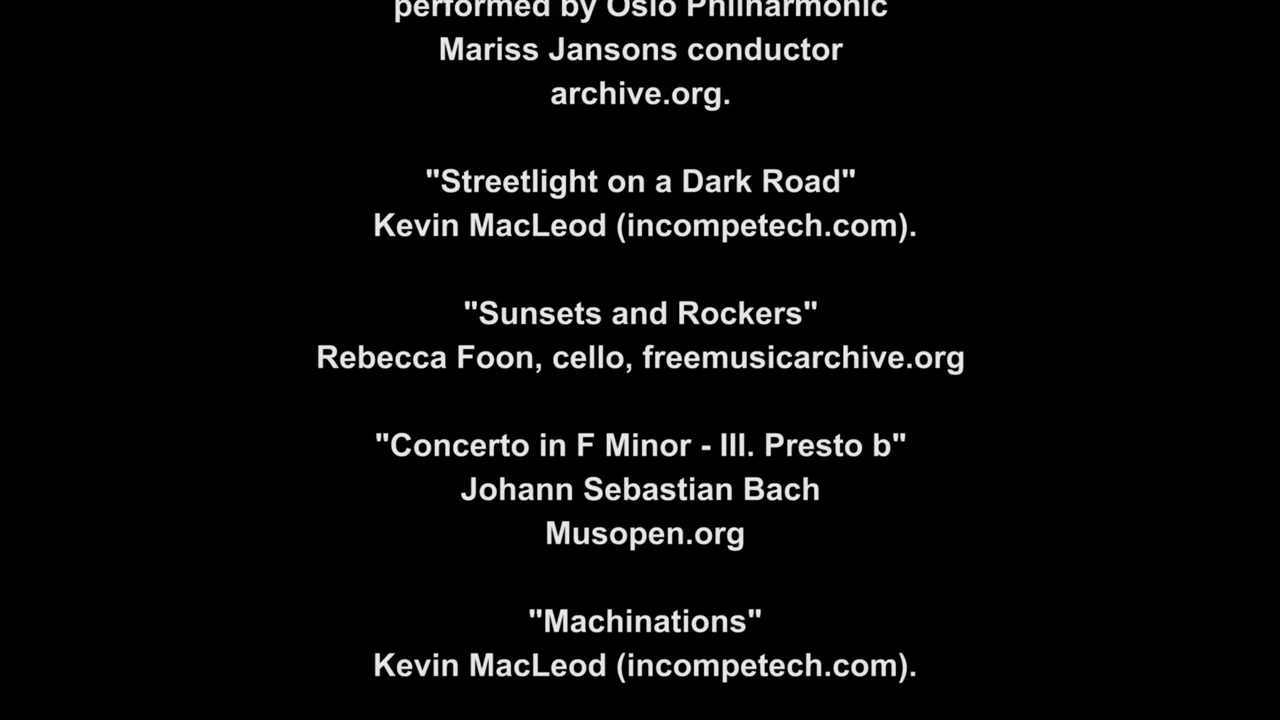 performed by Oslo Philharmonic
Mariss Jansons conductor
archive.org.
"Streetlight on a Dark Road"
Kevin MacLeod (incompetech.com).
"Sunsets and Rockers"
Rebecca Foon, cello, freemusicarchive.org
"Concerto in F Minor - III. Presto b"
Johann Sebastian Bach
Musopen.org
"Machinations"
Kevin MacLeod (incompetech.com).